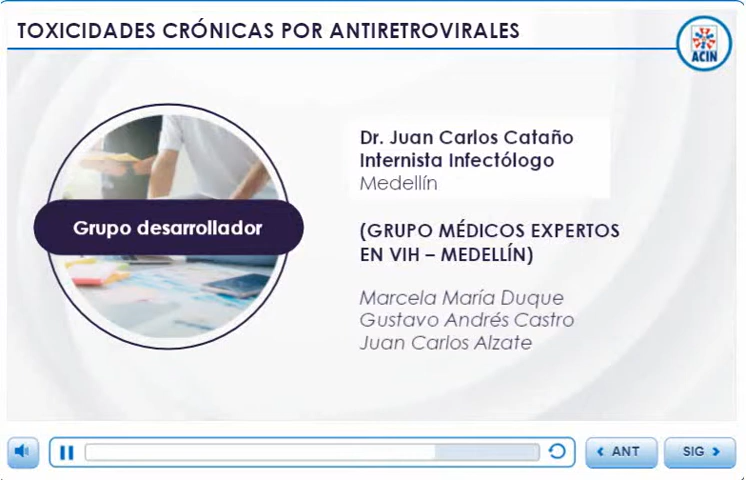 TOXICIDADES CRÓNICAS POR ANTIRETROVIRALES
ACIN
Grupo desarrollador
Dr. Juan Carlos Cataño
Internista Infectólogo
Medellín
(GRUPO MÉDICOS EXPERTOS
EN VIH – MEDELLÍN)
Marcela María Duque
Gustavo Andrés Castro
Juan Carlos Alzate
ANT
SIG